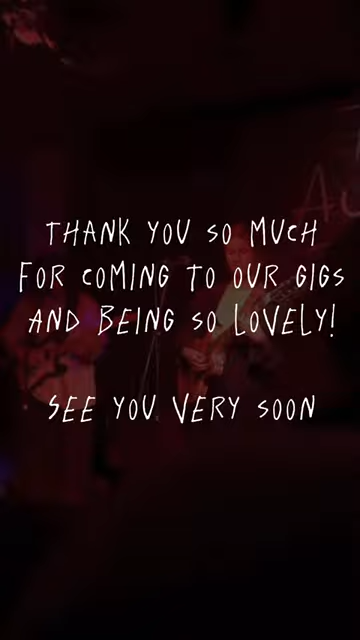 THANK YOU SO MUCH
FOR COMING TO OUR GIGS
AND BEING SO LOVELY!
SEE YOU VERY SOON